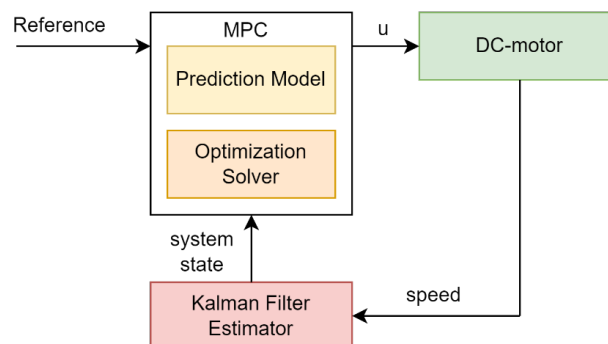 Reference
MPC
u
DC-motor
Prediction Model
Optimization
Solver
system
state
speed
Kalman Filter
Estimator